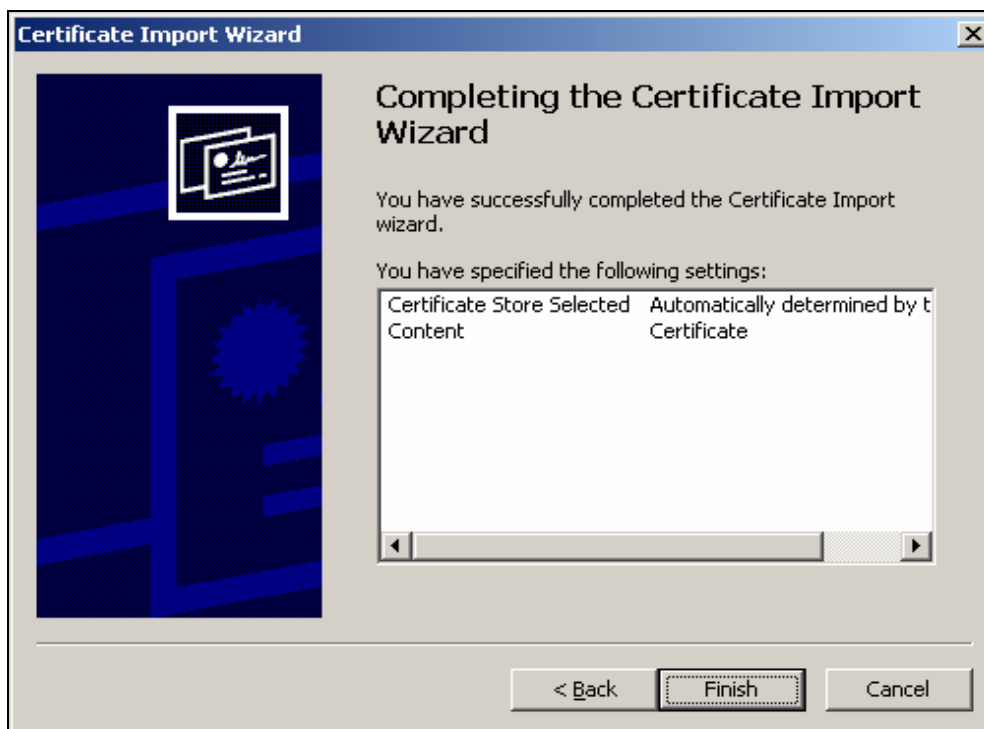 Certificate Import Wizard
Completing the Certificate Import
Wizard
You have successfully completed the Certificate Import
wizard.
You have specified the following settings:
Certificate Store Selected Automatically determined by t
Content Certificate
< Back Finish Cancel